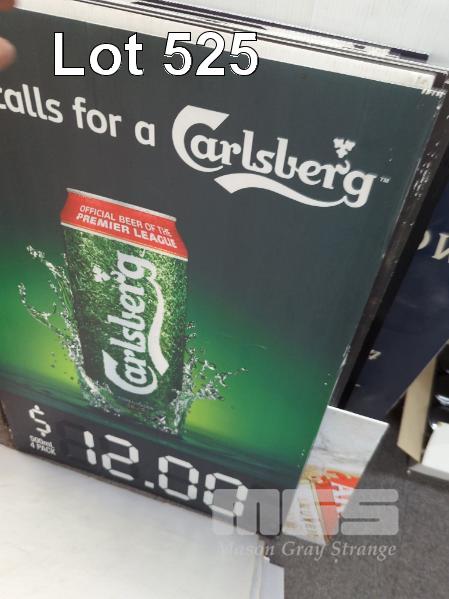 Lot 525
calls for a Carlsberg
OFFICIAL BEER OF THE
PREMIER LEAGUE
Carlsberg
$ 12.00
500mL
4 PACK
MGS
Mason Gray Strange